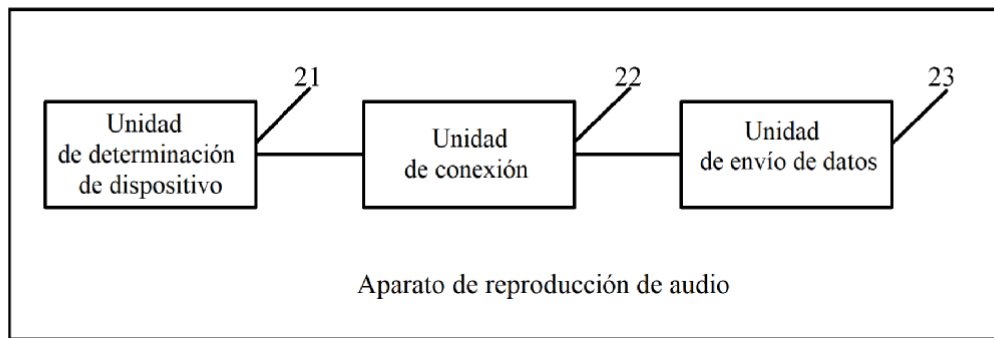 21
22
23
Unidad
de determinación
de dispositivo
Unidad
de conexión
Unidad
de envío de datos
Aparato de reproducción de audio